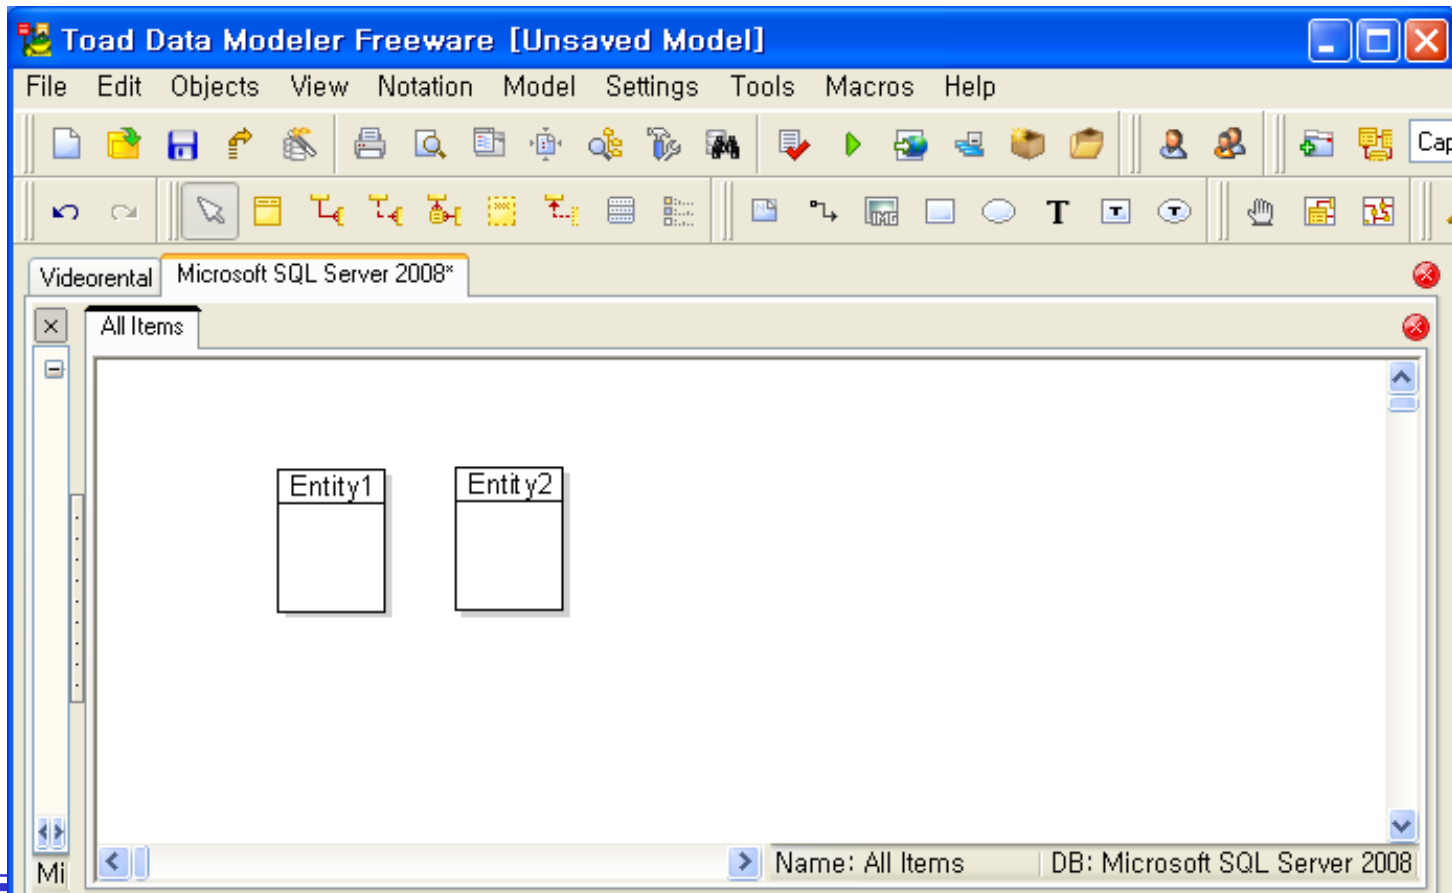 Toad Data Modeler Freeware [Unsaved Model]
File Edit Objects View Notation Model Settings Tools Macros Help
Cap
IMG T T T
Videorental Microsoft SQL Server 2008*
All Items
Entity1 Entity2
Mi Name: All Items DB: Microsoft SQL Server 2008